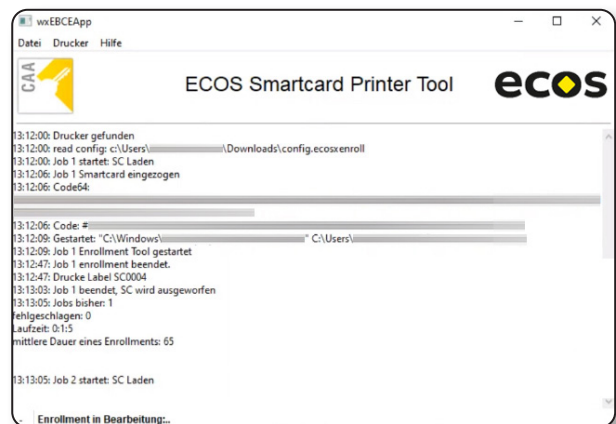 wxEBCEApp
Datei Drucker Hilfe
CAA
ECOS Smartcard Printer Tool
ecos
13:12:00: Drucker gefunden
13:12:00: read config: c:\Users\ \Downloads\config.ecosxenroll
13:12:00: Job 1 startet: SC Laden
13:12:06: Job 1 Smartcard eingezogen
13:12:06: Code64:
13:12:06: Code: #
13:12:09: Gestartet: "C:\Windows\ " C:\Users\
13:12:09: Job 1 Enrollment Tool gestartet
13:12:47: Job 1 enrollment beendet.
13:12:47: Drucke Label SC0004
13:13:03: Job 1 beendet, SC wird ausgeworfen
13:13:05: Jobs bisher: 1
fehlgeschlagen: 0
Laufzeit: 0:1:5
mittlere Dauer eines Enrollments: 65
13:13:05: Job 2 startet: SC Laden
- Enrollment in Bearbeitung:..